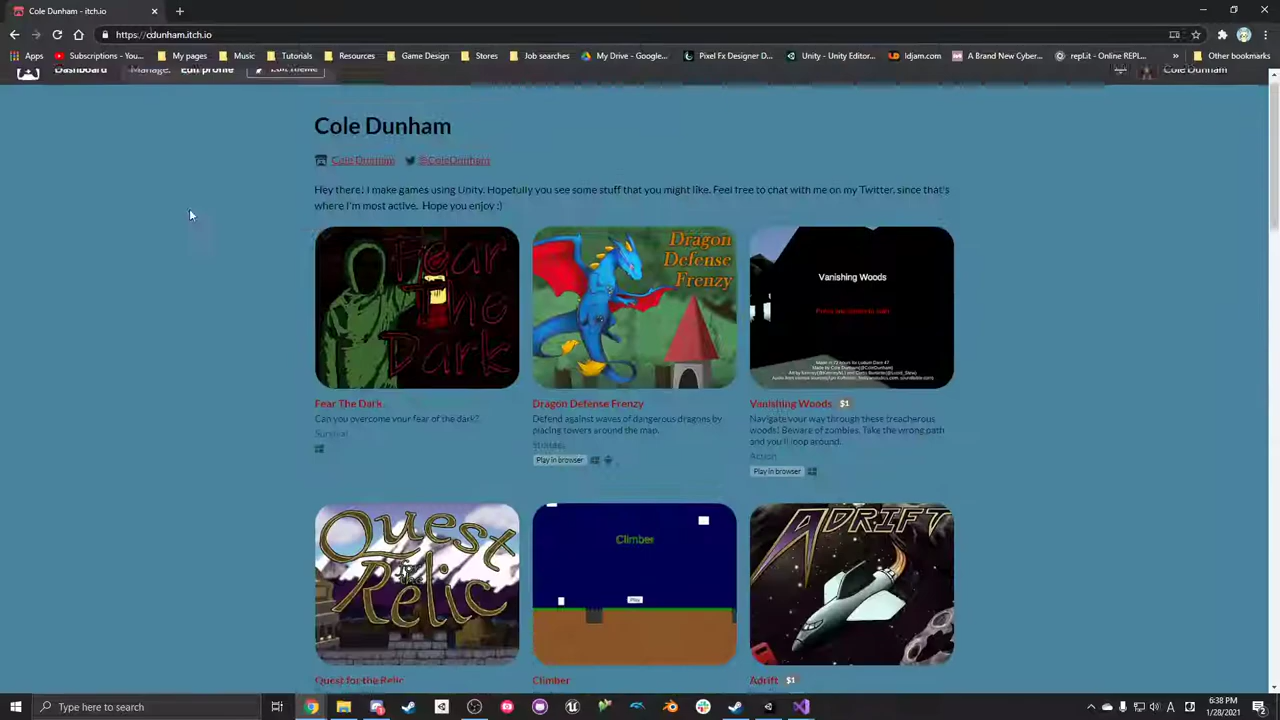 Cole Dunham - itch.io
https://cdunham.itch.io
Apps
Subscriptions - You...
My pages
Music
Tutorials
Resources
Game Design
Stores
Job searches
My Drive - Google...
Pixel Fx Designer D...
Unity - Unity Manu...
ldjam.com
A Brand New Cyber...
repl.it - Online REPL...
Other bookmarks
Dashboard
Manage:
Edit profile
Edit theme
Cole Dunham
Cole Dunham
Cole Dunham
@ColeDunham
Hey there! I make games using Unity. Hopefully you see some stuff that you might like. Feel free to chat with me on my Twitter, since that's
where I'm most active. Hope you enjoy :)
Fear
The
Dark
Dragon
Defense
Frenzy
Vanishing Woods
Fear The Dark
Can you overcome your fear of the dark?
Survival
Dragon Defense Frenzy
Defend against waves of dangerous dragons by
placing towers around the map.
Strategy
Play in browser
Vanishing Woods
$1
Navigate your way through these treacherous
woods! Beware of zombies. Take the wrong path
and you'll loop around.
Action
Play in browser
Quest
for the
Relic
Climber
Play
ADRIFT
Quest for the Relic
Climber
Adrift
$1
Type here to search
6:38 PM
1/28/2021